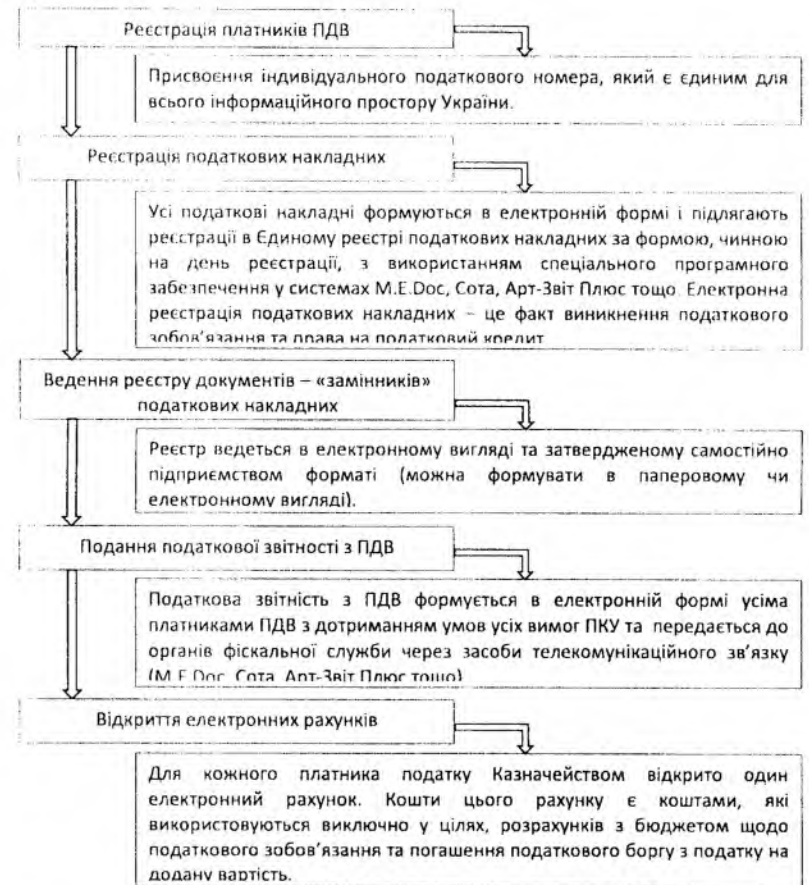 Реєстрація платників ПДВ
Присвоєння індивідуального податкового номера, який є єдиним для
всього інформаційного простору України.
Реєстрація податкових накладних
Усі податкові накладні формуються в електронній формі і підлягають
реєстрації в Єдиному реєстрі податкових накладних за формою, чинною
на день реєстрації, з використанням спеціального програмного
забезпечення у системах M.E.Doc, Сота, Арт-Звіт Плюс тощо. Електронна
реєстрація податкових накладних – це факт виникнення податкового
зобов'язання та права на податковий кредит
Ведення реєстру документів – «замінників»
податкових накладних
Реєстр ведеться в електронному вигляді та затвердженому самостійно
підприємством форматі (можна формувати в паперовому чи
електронному вигляді).
Подання податкової звітності з ПДВ
Податкова звітність з ПДВ формується в електронній формі усіма
платниками ПДВ з дотриманням умов усіх вимог ПКУ та передається до
органів фіскальної служби через засоби телекомунікаційного зв'язку
(M.E.Doc, Сота, Арт-Звіт Плюс тощо)
Відкриття електронних рахунків
Для кожного платника податку Казначейством відкрито один
електронний рахунок. Кошти цього рахунку є коштами, які
використовуються виключно у цілях, розрахунків з бюджетом щодо
податкового зобов'язання та погашення податкового боргу з податку на
додану вартість.